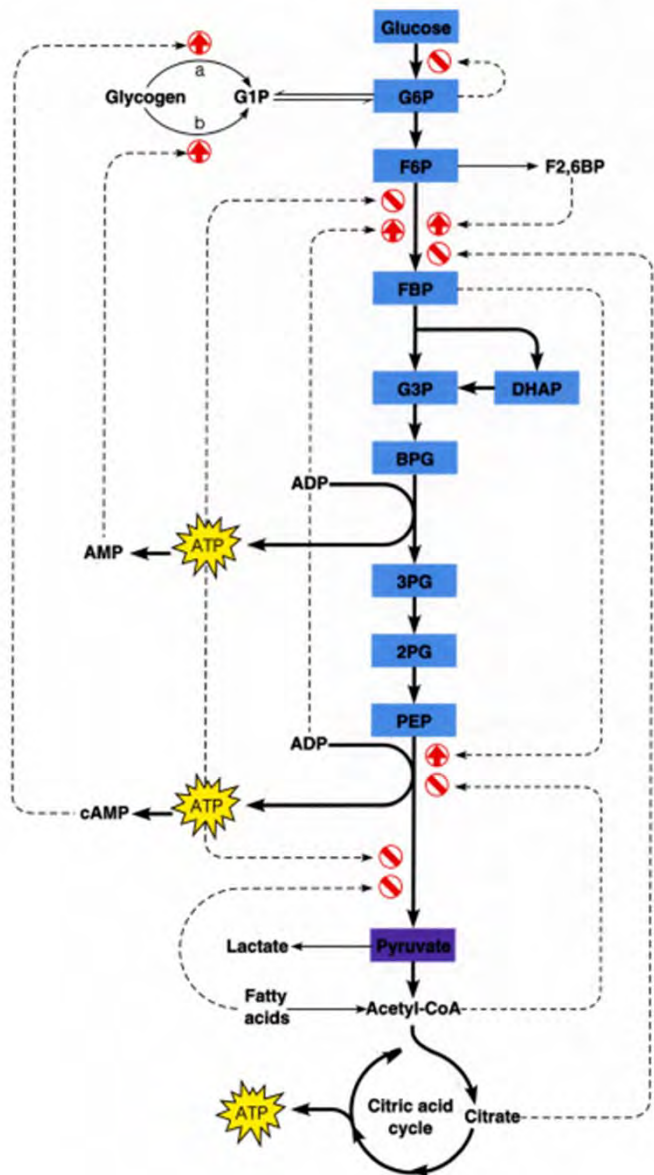 Glucose
a
Glycogen
G1P
G6P
b
F6P
F2,6BP
FBP
G3P
DHAP
BPG
ADP
AMP
ATP
3PG
2PG
PEP
ADP
cAMP
ATP
Lactate
Pyruvate
Fatty
acids
Acetyl-CoA
ATP
Citric acid
cycle
Citrate